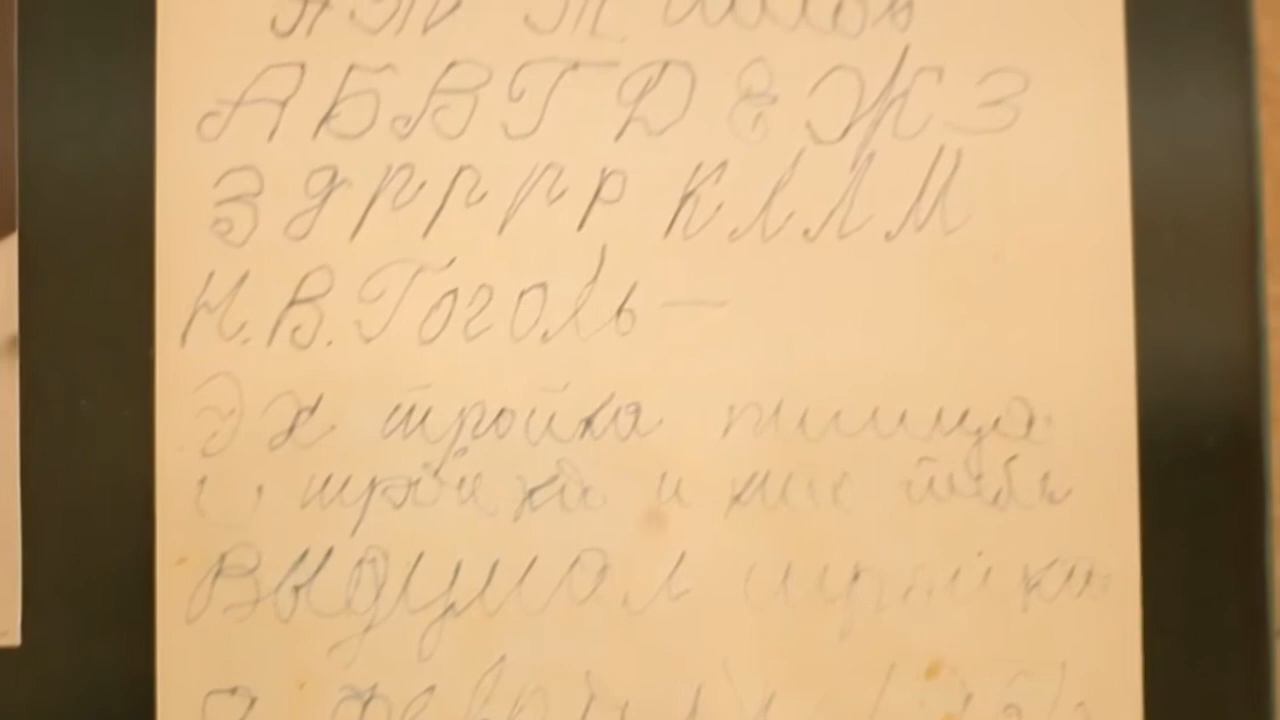 А Б В Г Д Е Ж З
З д р р р р К Л Л М
Н. В. Гоголь —
Эх тройка птица
тройка и кто тебя
Выдумал тройка